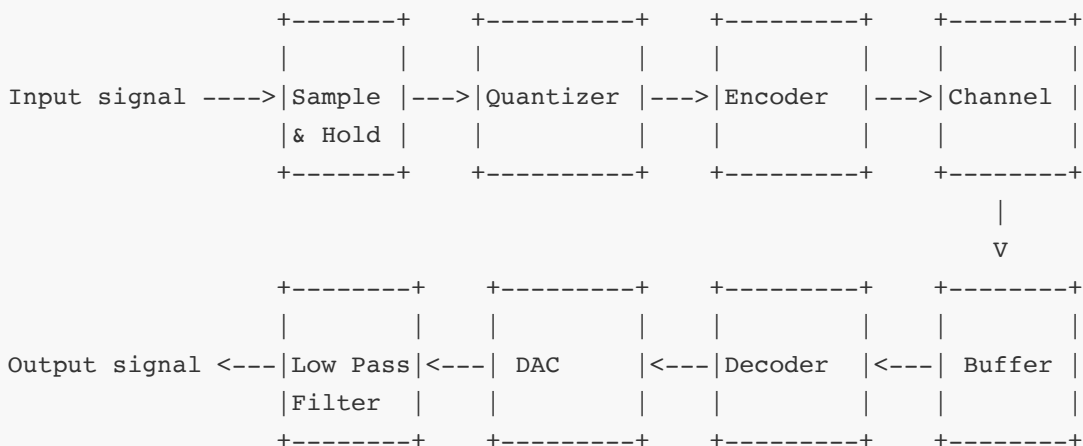 +-------+    +----------+    +---------+    +--------+
|       |    |          |    |         |    |        |
Input signal ---->|Sample |--->|Quantizer |--->|Encoder  |--->|Channel |
|& Hold |    |          |    |         |    |        |
+-------+    +----------+    +---------+    +--------+
|
V
+--------+    +---------+    +---------+    +--------+
|        |    |         |    |         |    |        |
Output signal <---|Low Pass|<---| DAC     |<---|Decoder  |<---| Buffer |
|Filter  |    |         |    |         |    |        |
+--------+    +---------+    +---------+    +--------+